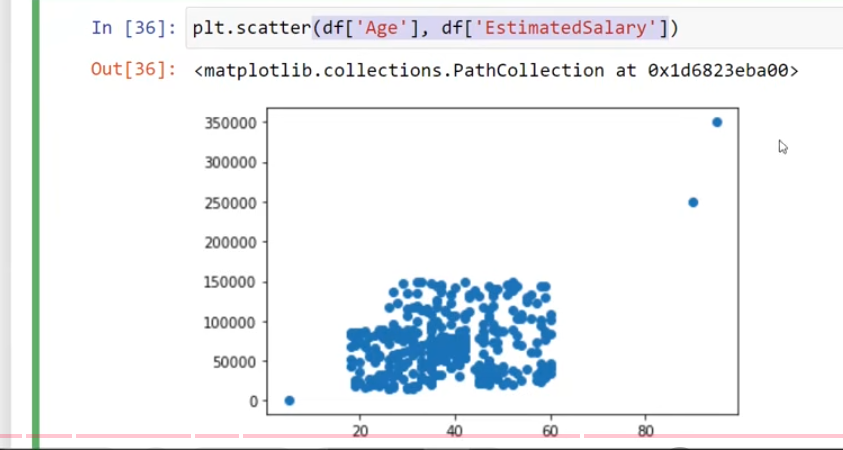 In [36]: plt.scatter(df['Age'], df['EstimatedSalary'])
Out[36]: <matplotlib.collections.PathCollection at 0x1d6823eba00>
350000
300000
250000
200000
150000
100000
50000
0
20 40 60 80